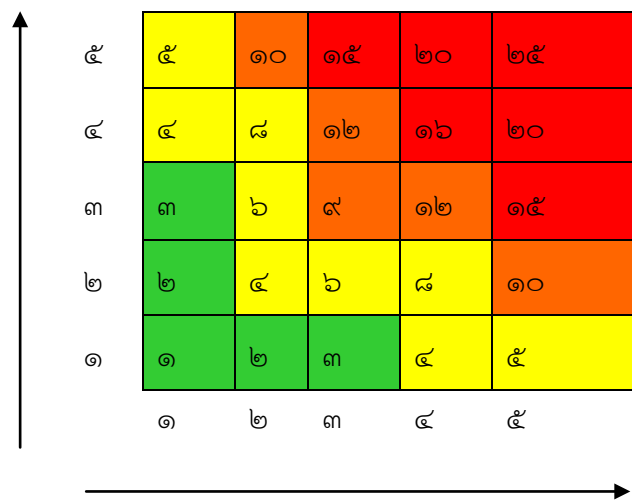 ๕ ๕ ๑๐ ๑๕ ๒๐ ๒๕
๔ ๔ ๘ ๑๒ ๑๖ ๒๐
๓ ๓ ๖ ๙ ๑๒ ๑๕
๒ ๒ ๔ ๖ ๘ ๑๐
๑ ๑ ๒ ๓ ๔ ๕
๑ ๒ ๓ ๔ ๕